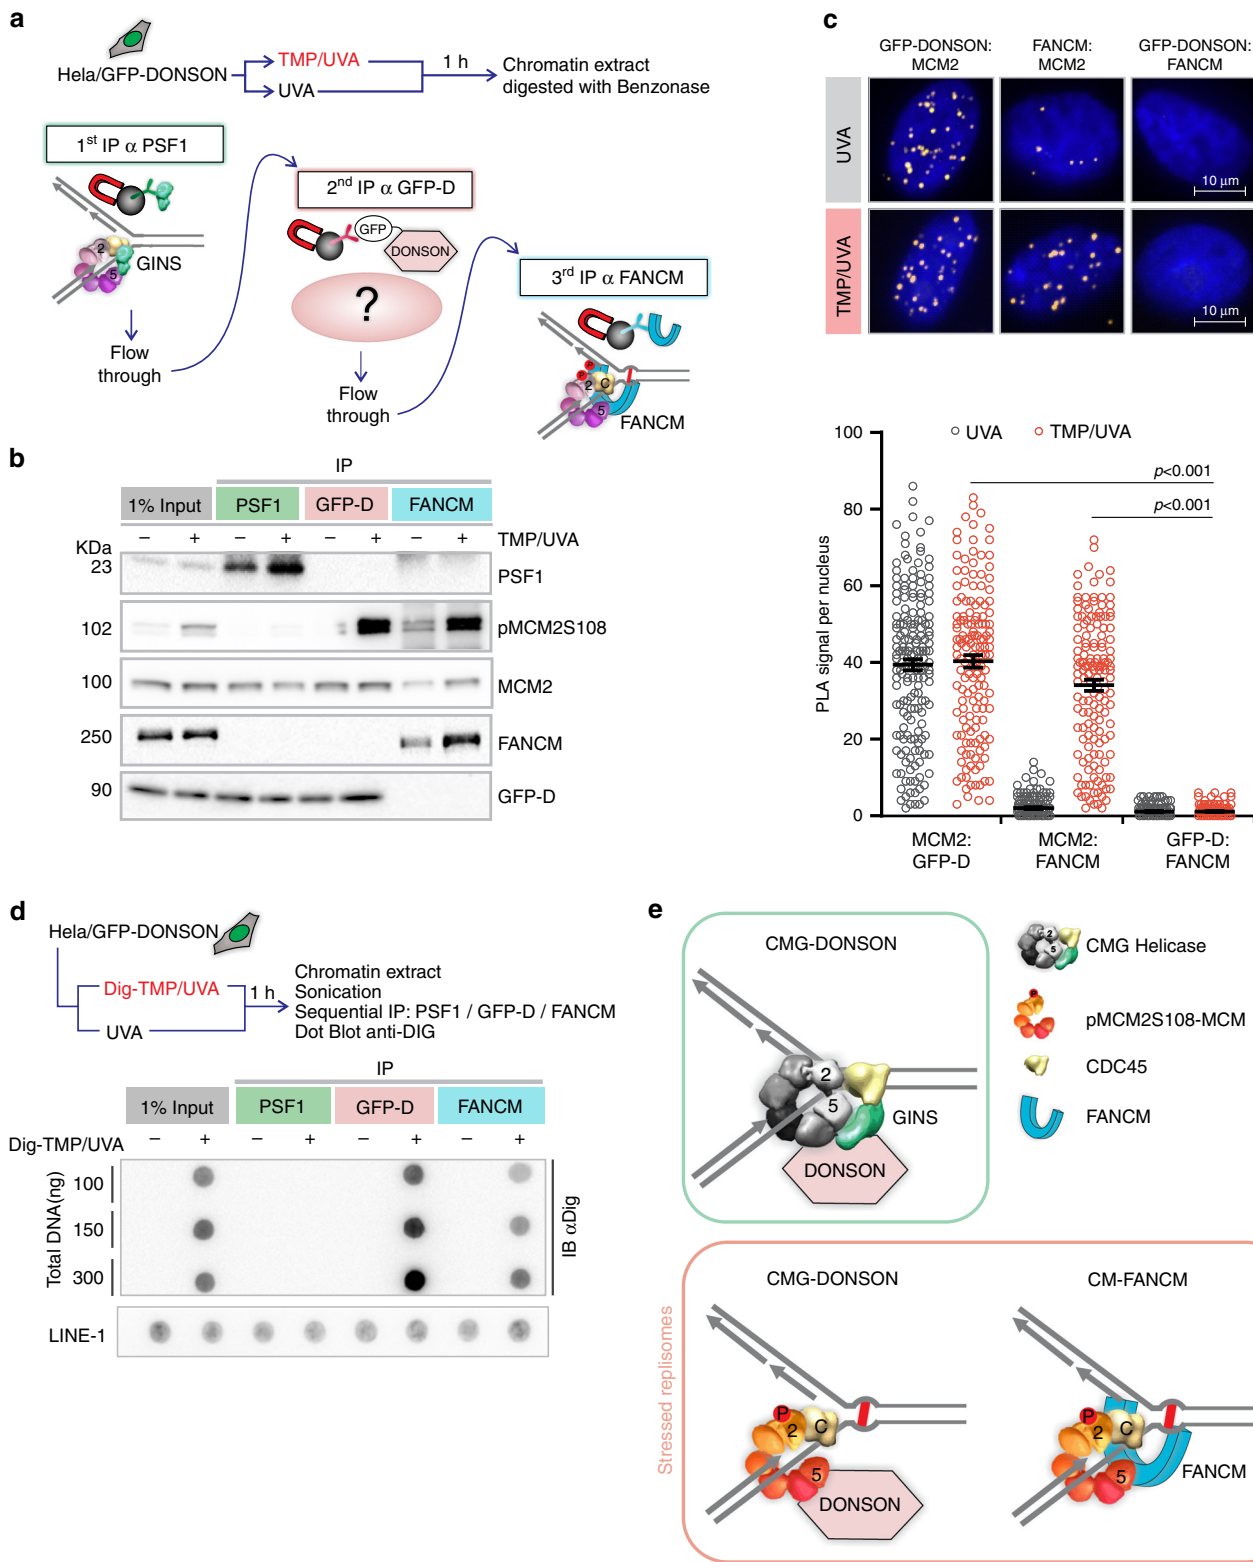 a
Hela/GFP-DONSON
TMP/UVA
UVA
1 h
Chromatin extract
digested with Benzonase
1st IP α PSF1
2
5
GINS
Flow
through
2nd IP α GFP-D
GFP
DONSON
?
Flow
through
3rd IP α FANCM
P
P
2
C
5
FANCM
b
IP
1% Input
PSF1
GFP-D
FANCM
− + − + − + − +
TMP/UVA
KDa
23
PSF1
102
pMCM2S108
100
MCM2
250
FANCM
90
GFP-D
c
GFP-DONSON:
MCM2
FANCM:
MCM2
GFP-DONSON:
FANCM
UVA
10 μm
TMP/UVA
10 μm
UVA
TMP/UVA
p<0.001
p<0.001
PLA signal per nucleus
100
80
60
40
20
0
MCM2:
GFP-D
MCM2:
FANCM
GFP-D:
FANCM
d
Hela/GFP-DONSON
Dig-TMP/UVA
UVA
1 h
Chromatin extract
Sonication
Sequential IP: PSF1 / GFP-D / FANCM
Dot Blot anti-DIG
IP
1% Input
PSF1
GFP-D
FANCM
Dig-TMP/UVA
− + − + − + − +
Total DNA(ng)
100
150
300
IB αDig
LINE-1
e
CMG-DONSON
2
5
GINS
DONSON
2
5
CMG Helicase
P
pMCM2S108-MCM
CDC45
FANCM
Stressed replisomes
CMG-DONSON
P
2
C
5
DONSON
CM-FANCM
P
2
C
5
FANCM